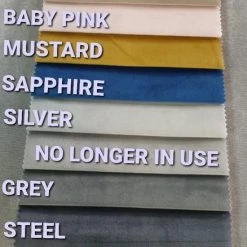 BABY PINK
MUSTARD
SAPPHIRE
SILVER
NO LONGER IN USE
GREY
STEEL